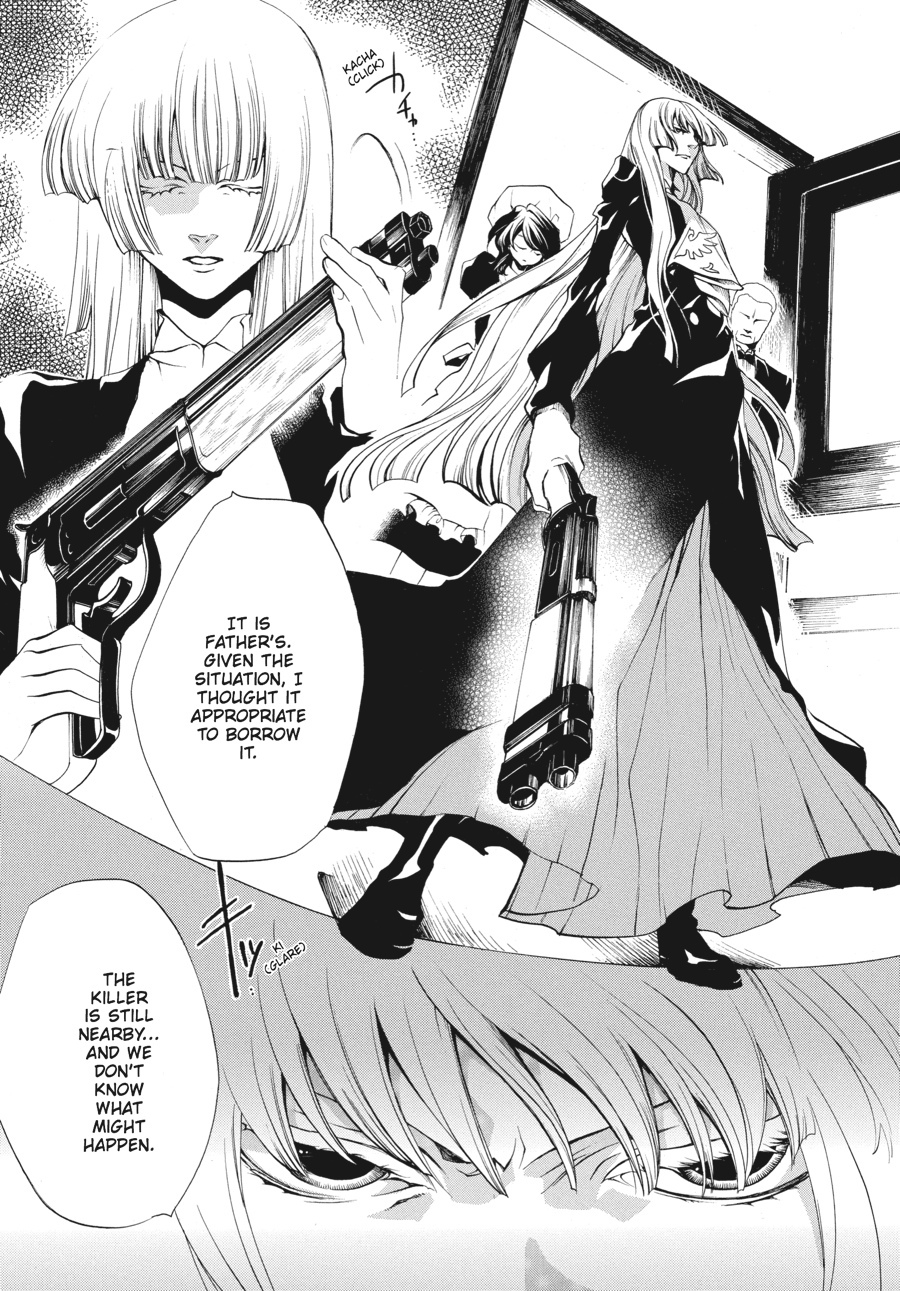 KACHA
(CLICK)
カチャ…
IT IS
FATHER'S.
GIVEN THE
SITUATION, I
THOUGHT IT
APPROPRIATE
TO BORROW
IT.
キッ…
KI
(GLARE)
THE
KILLER
IS STILL
NEARBY...
AND WE
DON'T
KNOW
WHAT
MIGHT
HAPPEN.